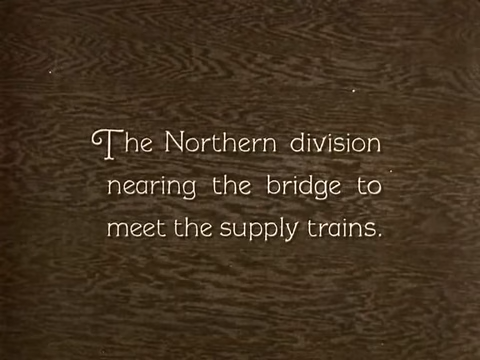 The Northern division
nearing the bridge to
meet the supply trains.